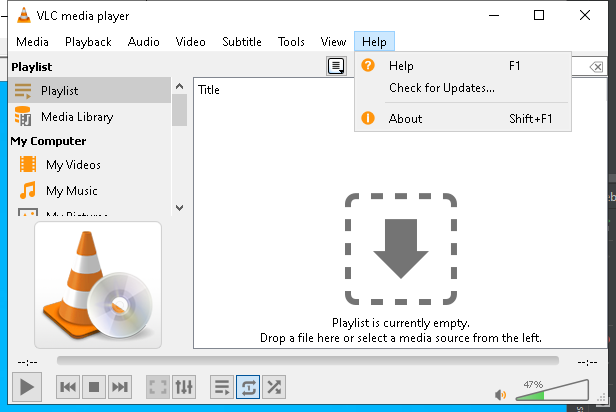 VLC media player
Media Playback Audio Video Subtitle Tools View Help
Playlist
Playlist
Media Library
My Computer
My Videos
My Music
My Pictures
Title
Help F1
Check for Updates...
About Shift+F1
Playlist is currently empty.
Drop a file here or select a media source from the left.
--:-- --:--
47%